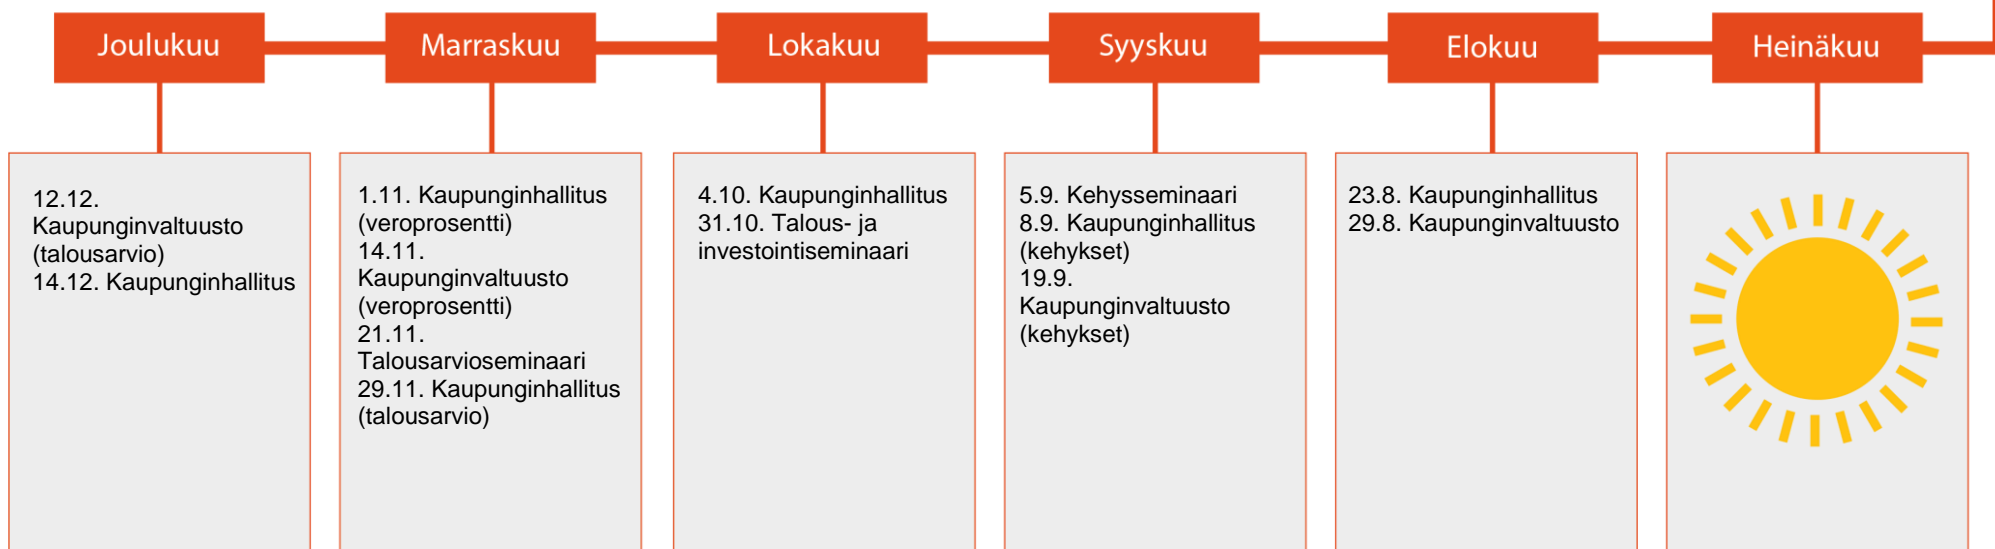 Joulukuu
Marraskuu
Lokakuu
Syyskuu
Elokuu
Heinäkuu
12.12.
Kaupunginvaltuusto
(talousarvio)
14.12. Kaupunginhallitus
1.11. Kaupunginhallitus
(veroprosentti)
14.11.
Kaupunginvaltuusto
(veroprosentti)
21.11.
Talousarvioseminaari
29.11. Kaupunginhallitus
(talousarvio)
4.10. Kaupunginhallitus
31.10. Talous- ja
investointiseminaari
5.9. Kehysseminaari
8.9. Kaupunginhallitus
(kehykset)
19.9.
Kaupunginvaltuusto
(kehykset)
23.8. Kaupunginhallitus
29.8. Kaupunginvaltuusto